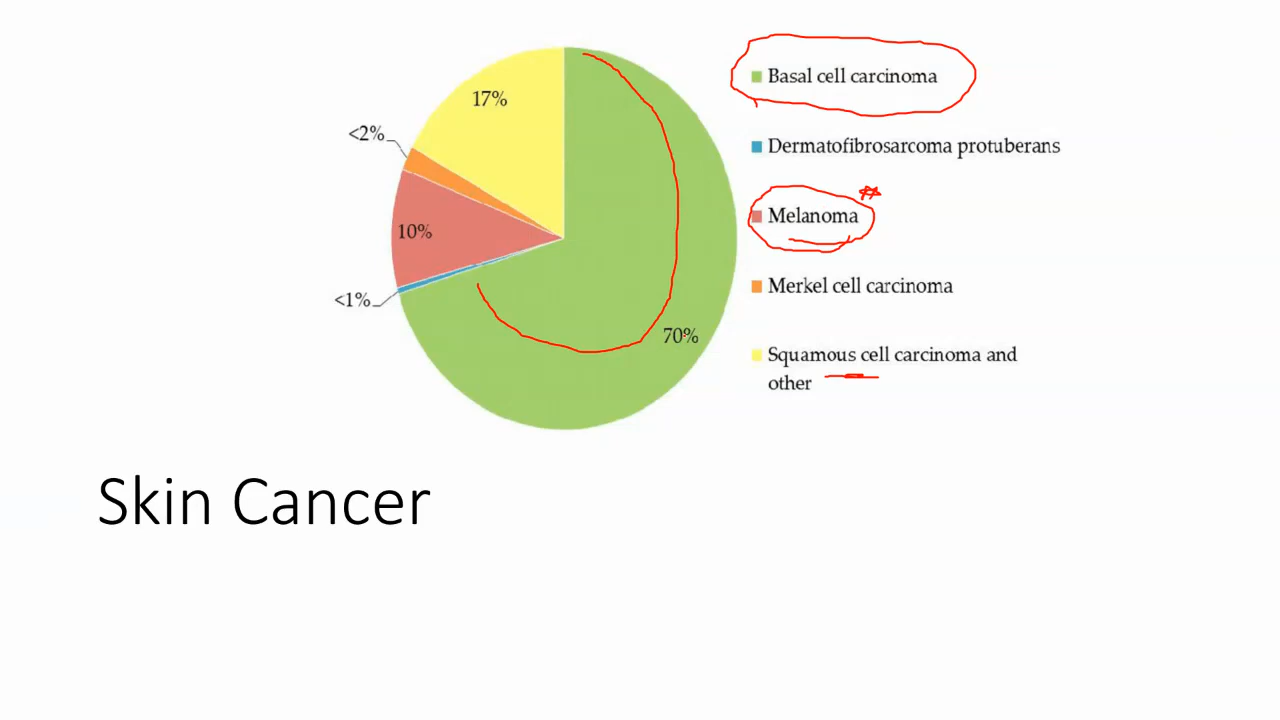 17%
<2%
10%
<1%
70%
Basal cell carcinoma
Dermatofibrosarcoma protuberans
Melanoma
Merkel cell carcinoma
Squamous cell carcinoma and
other
Skin Cancer